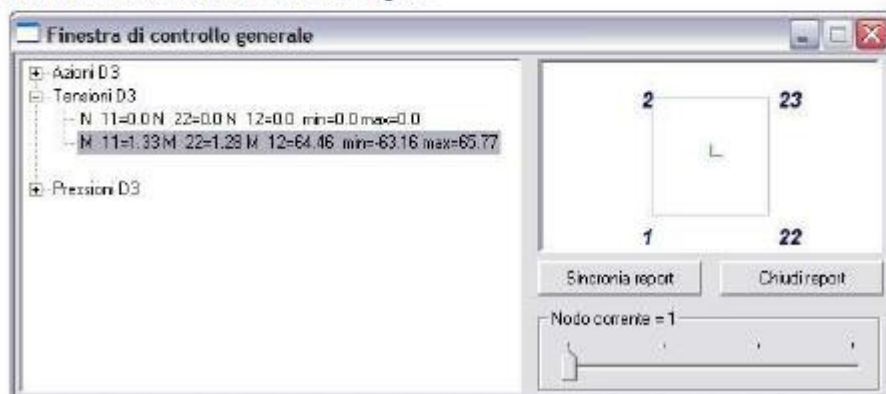 Finestra di controllo generale
Azioni D3
Tensioni D3
N 11=0.0 N 22=0.0 N 12=0.0 min=0.0 max=0.0
M 11=1.33 M 22=1.28 M 12=64.46 min=-63.16 max=65.77
Pressioni D3
2
23
1
22
Sincronia report
Chiudi report
Nodo corrente = 1